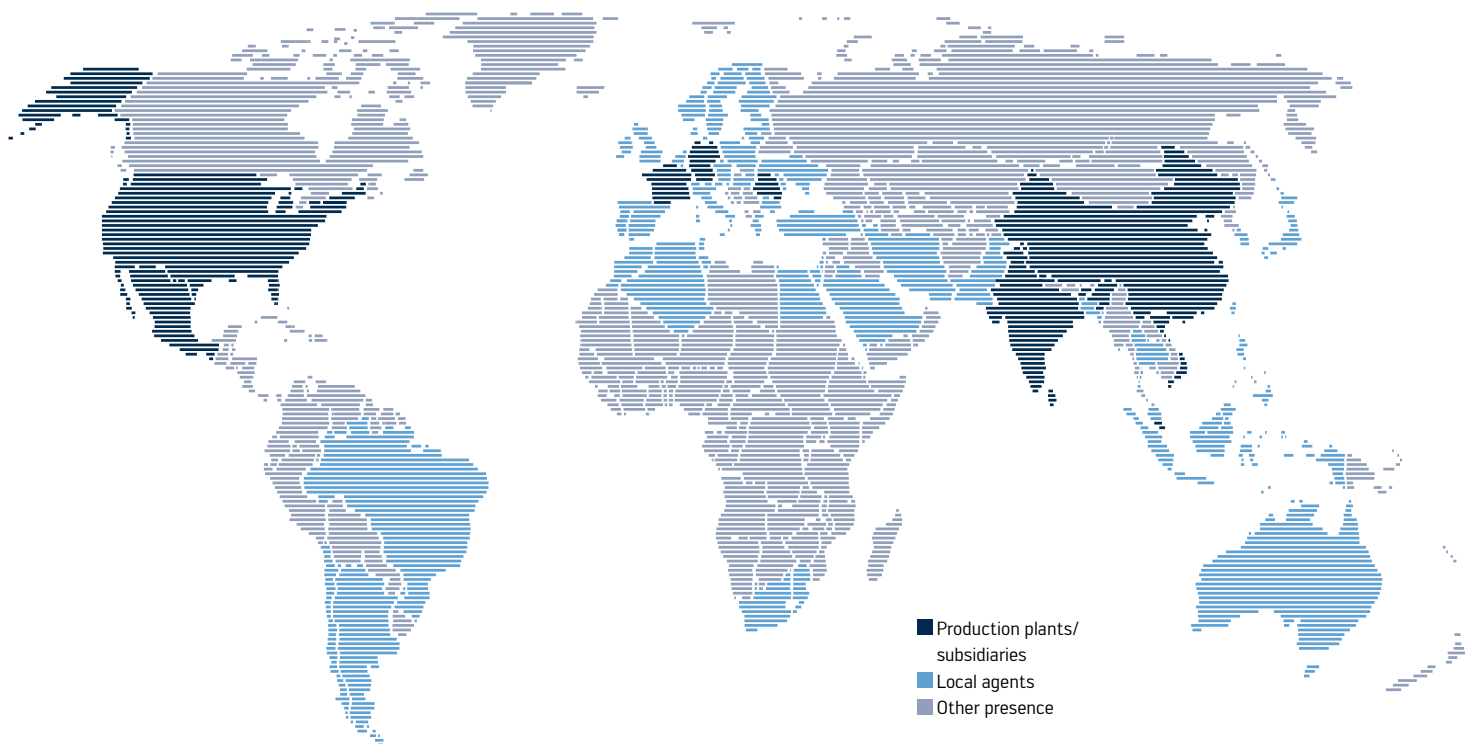 Production plants/
subsidiaries
Local agents
Other presence